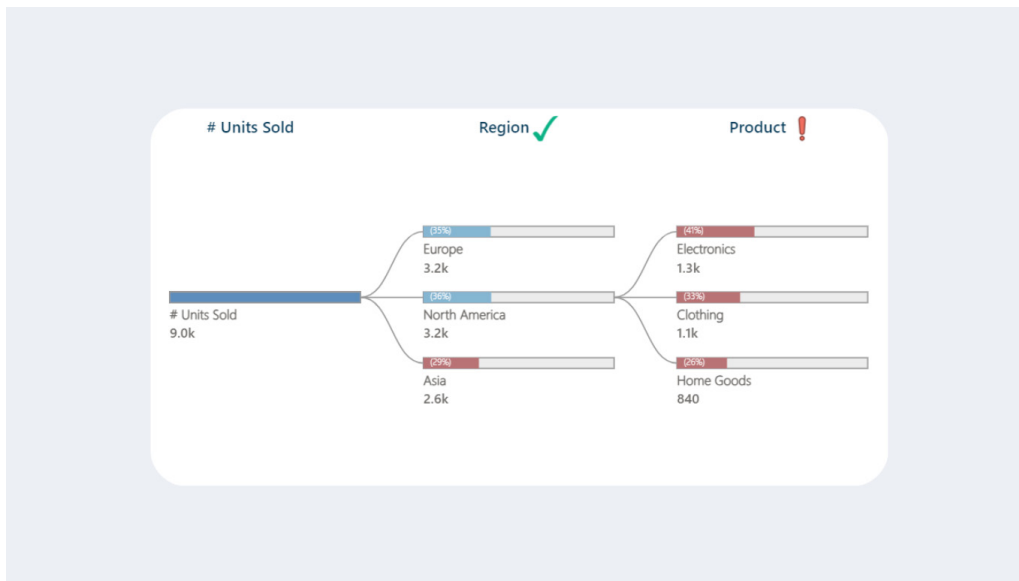 # Units Sold
Region
Product
# Units Sold
9.0k
(35%)
Europe
3.2k
(36%)
North America
3.2k
(29%)
Asia
2.6k
(41%)
Electronics
1.3k
(33%)
Clothing
1.1k
(26%)
Home Goods
840